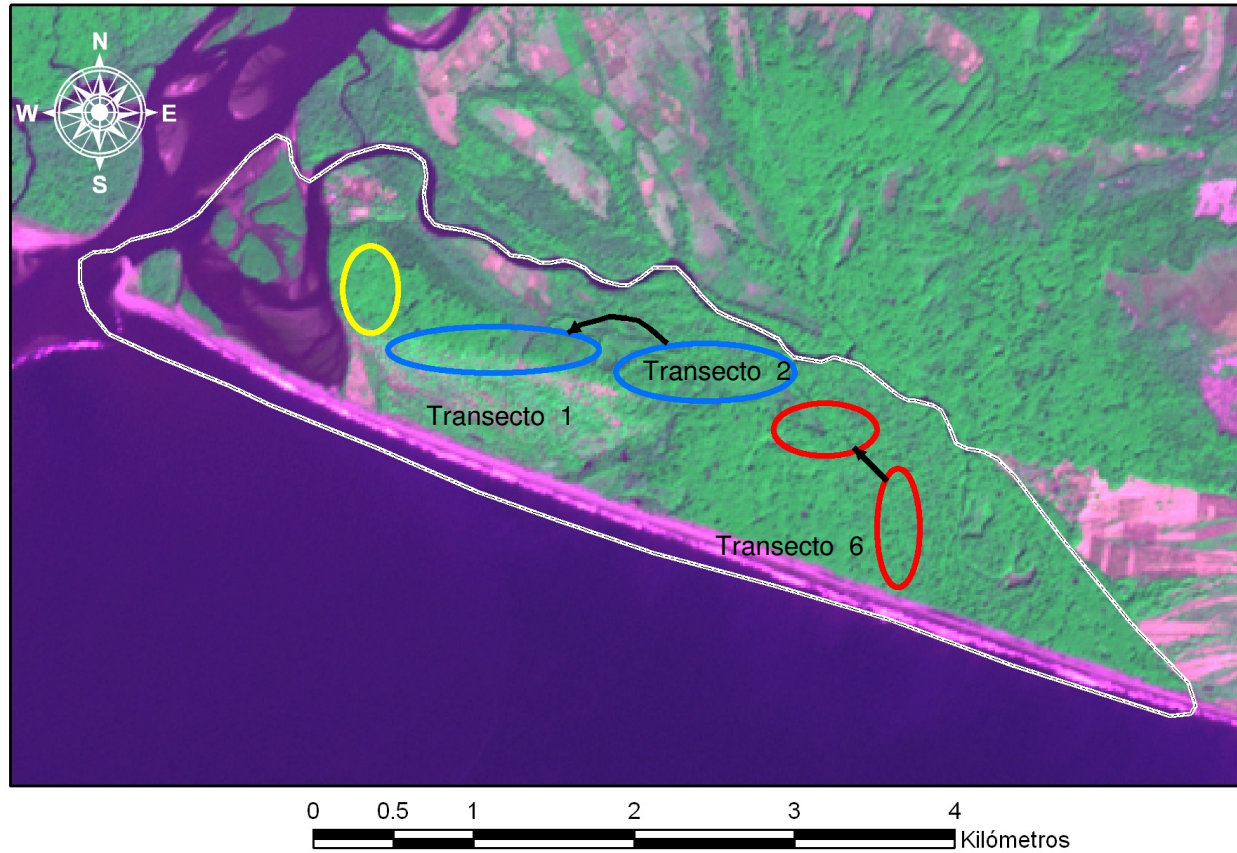 N
W E
S
Transecto 2
Transecto 1
Transecto 6
0 0.5 1 2 3 4
Kilómetros